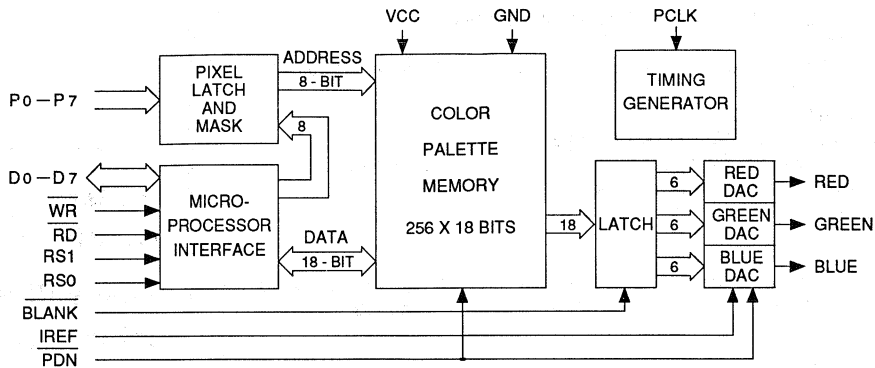 VCC
GND
PCLK
P0–P7
PIXEL
LATCH
AND
MASK
ADDRESS
8 - BIT
8
COLOR
PALETTE
MEMORY
256 X 18 BITS
TIMING
GENERATOR
D0–D7
WR
RD
RS1
RS0
MICRO-
PROCESSOR
INTERFACE
DATA
18 - BIT
18
LATCH
6
6
6
RED
DAC
GREEN
DAC
BLUE
DAC
RED
GREEN
BLUE
BLANK
IREF
PDN